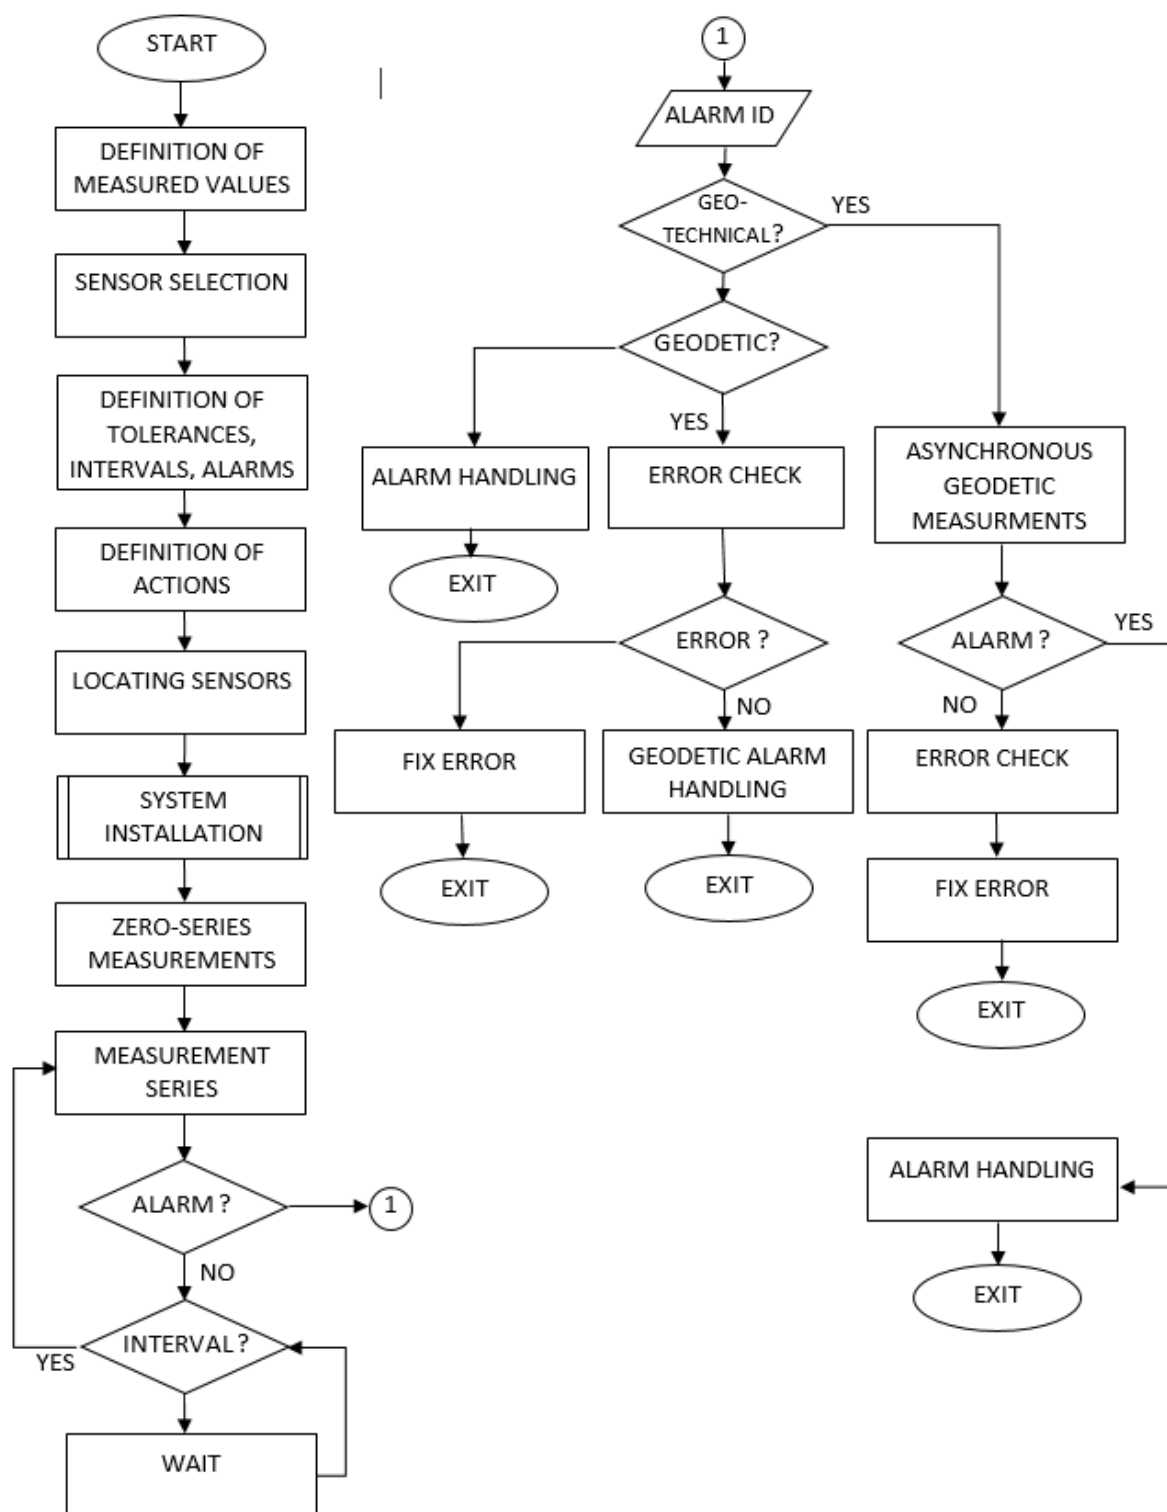 START
DEFINITION OF
MEASURED VALUES
SENSOR SELECTION
DEFINITION OF
TOLERANCES,
INTERVALS, ALARMS
DEFINITION OF
ACTIONS
LOCATING SENSORS
SYSTEM
INSTALLATION
ZERO-SERIES
MEASUREMENTS
MEASUREMENT
SERIES
ALARM ?
1
NO
INTERVAL ?
YES
WAIT
1
ALARM ID
GEO-
TECHNICAL?
YES
GEODETIC?
YES
ALARM HANDLING
EXIT
ERROR CHECK
ERROR ?
NO
FIX ERROR
EXIT
GEODETIC ALARM
HANDLING
EXIT
ASYNCHRONOUS
GEODETIC
MEASURMENTS
ALARM ?
YES
NO
ERROR CHECK
FIX ERROR
EXIT
ALARM HANDLING
EXIT